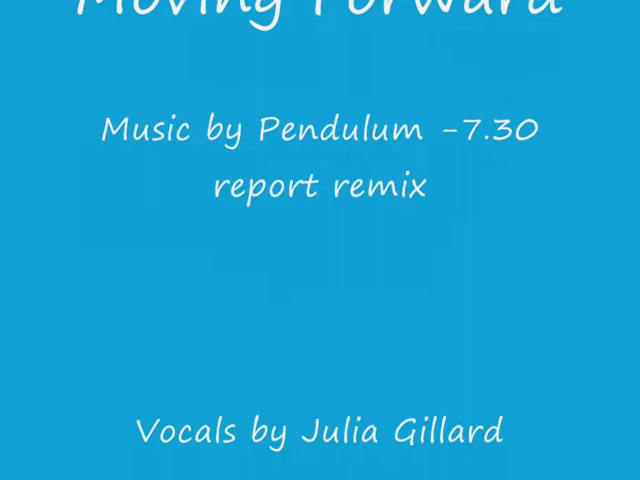 Moving Forward
Music by Pendulum -7.30
report remix
Vocals by Julia Gillard